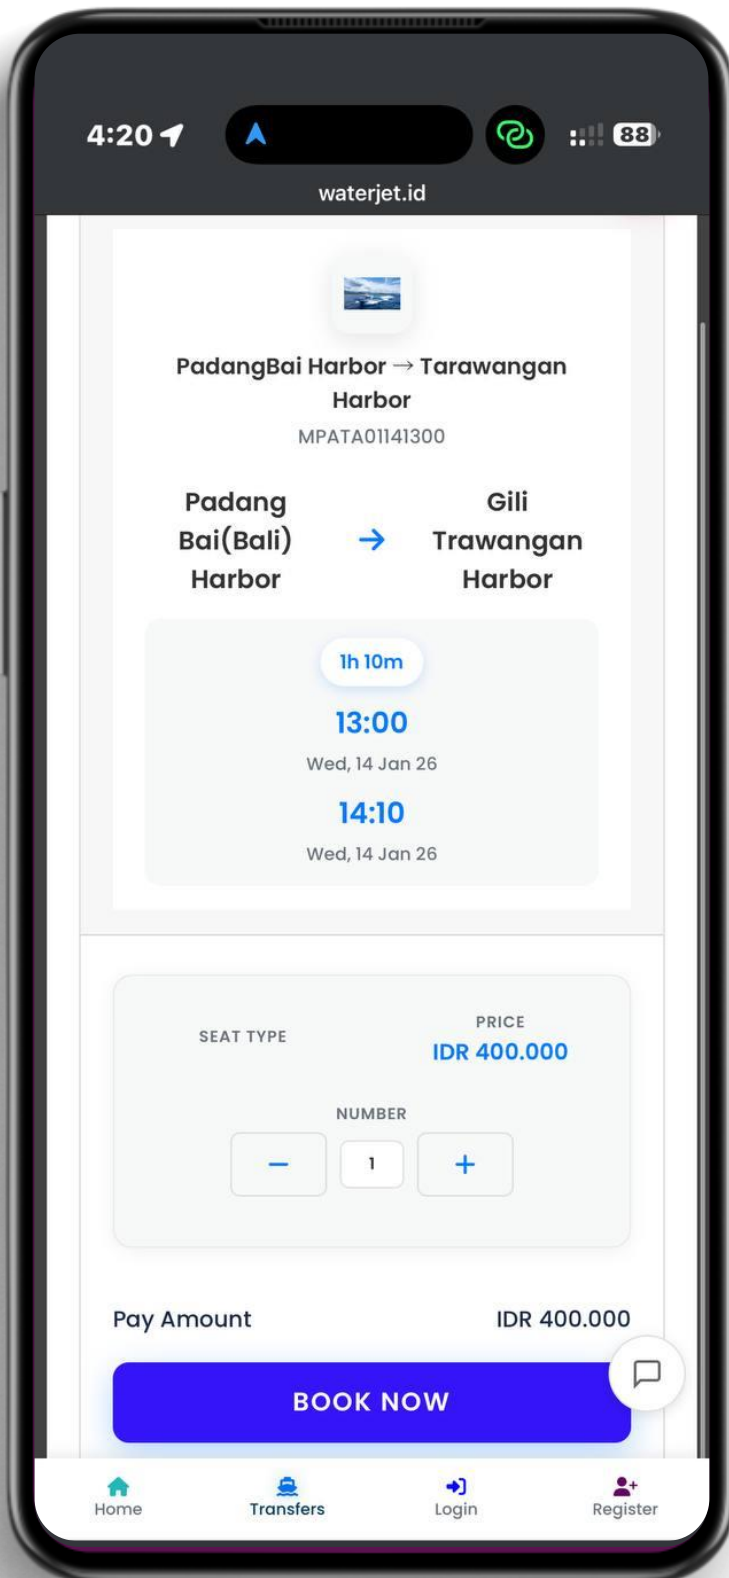 4:20
88
waterjet.id
PadangBai Harbor → Tarawangan
Harbor
MPATA01141300
Padang
Bai(Bali)
Harbor
→
Gili
Trawangan
Harbor
1h 10m
13:00
Wed, 14 Jan 26
14:10
Wed, 14 Jan 26
SEAT TYPE
PRICE
IDR 400.000
NUMBER
− 1 +
Pay Amount IDR 400.000
BOOK NOW
Home Transfers Login Register